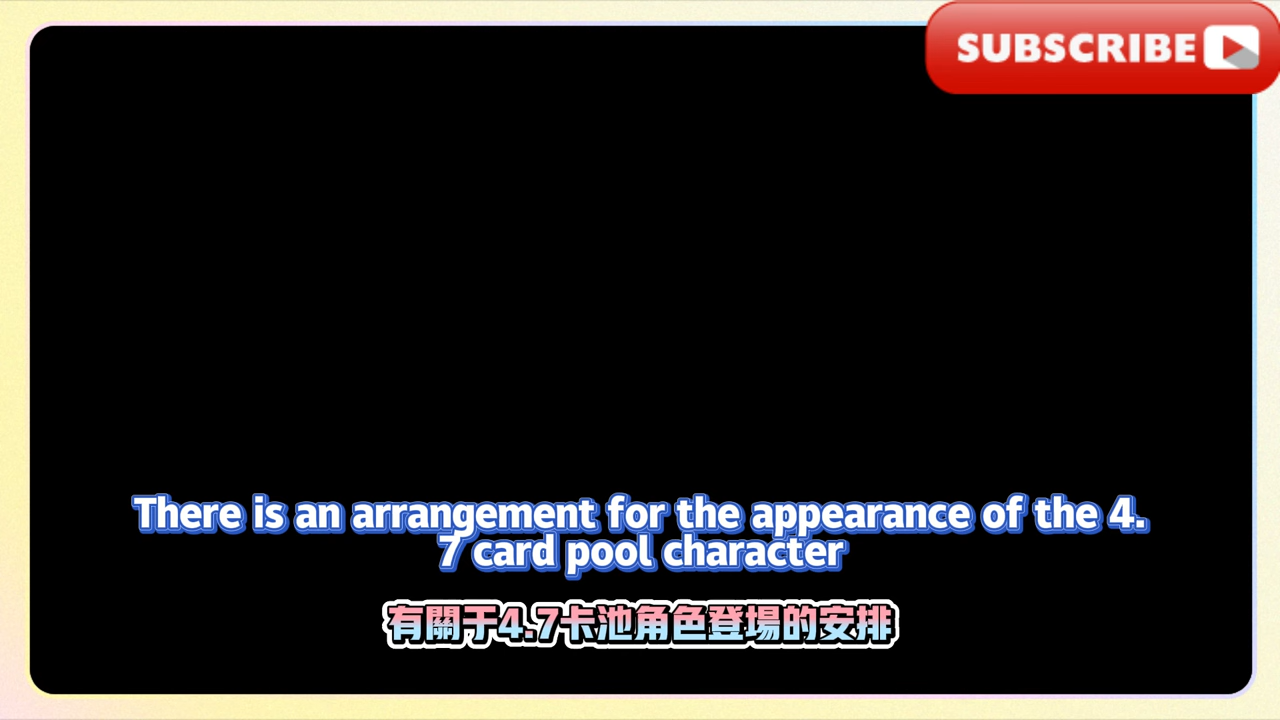 SUBSCRIBE
There is an arrangement for the appearance of the 4.
7 card pool character
有關于4.7卡池角色登場的安排